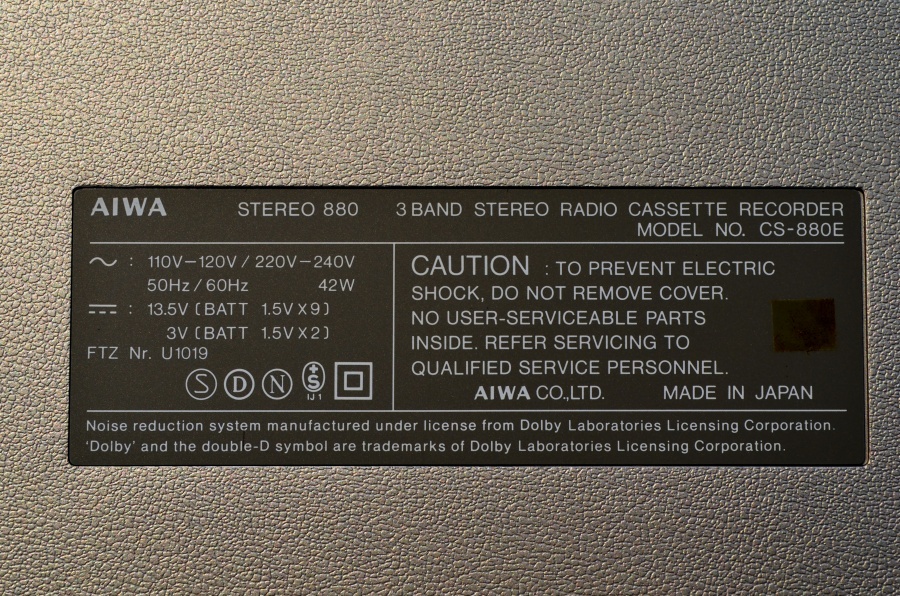 AIWA STEREO 880 3 BAND STEREO RADIO CASSETTE RECORDER
MODEL NO. CS-880E
~ : 110V-120V / 220V-240V
50Hz / 60Hz 42W
⎓ : 13.5V (BATT 1.5V X 9)
3V (BATT 1.5V X 2)
FTZ Nr. U1019
S D N +S
IJ1
CAUTION : TO PREVENT ELECTRIC
SHOCK, DO NOT REMOVE COVER.
NO USER-SERVICEABLE PARTS
INSIDE. REFER SERVICING TO
QUALIFIED SERVICE PERSONNEL.
AIWA CO.,LTD. MADE IN JAPAN
Noise reduction system manufactured under license from Dolby Laboratories Licensing Corporation.
'Dolby' and the double-D symbol are trademarks of Dolby Laboratories Licensing Corporation.